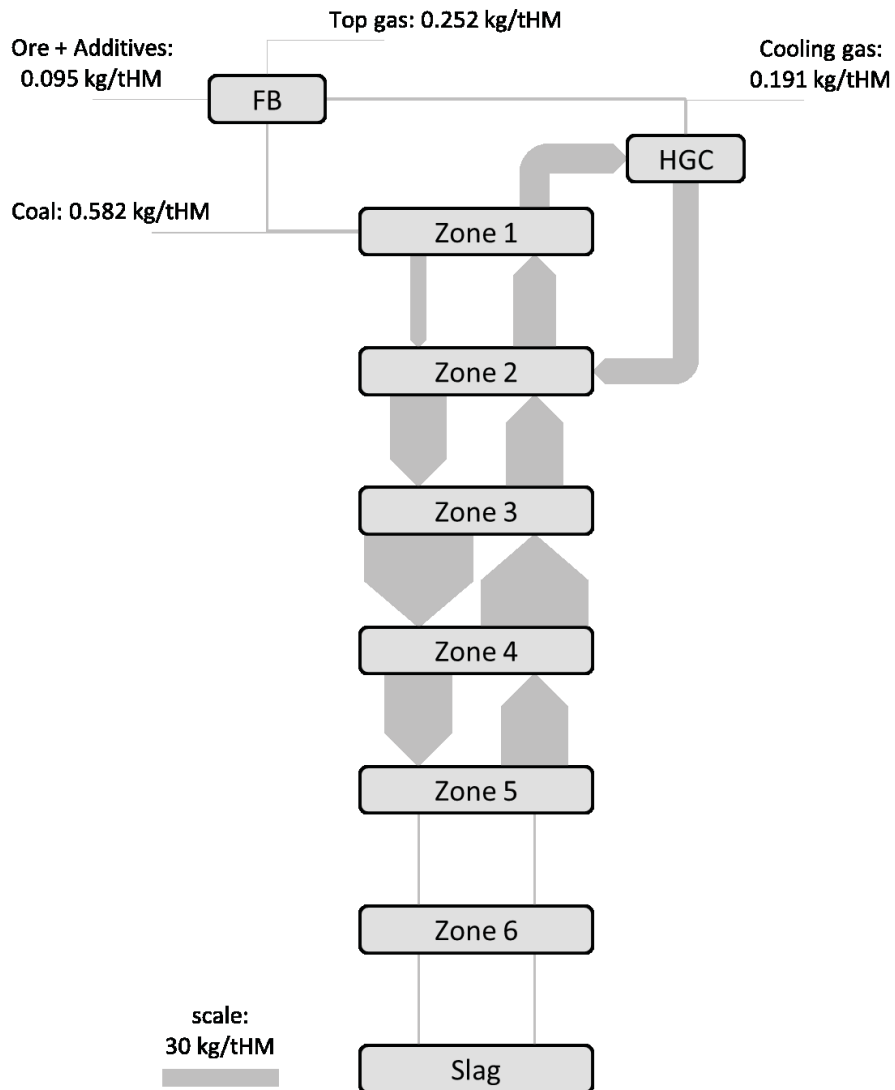 Top gas: 0.252 kg/tHM
Ore + Additives:
0.095 kg/tHM
Cooling gas:
0.191 kg/tHM
FB
HGC
Coal: 0.582 kg/tHM
Zone 1
Zone 2
Zone 3
Zone 4
Zone 5
Zone 6
scale:
30 kg/tHM
Slag